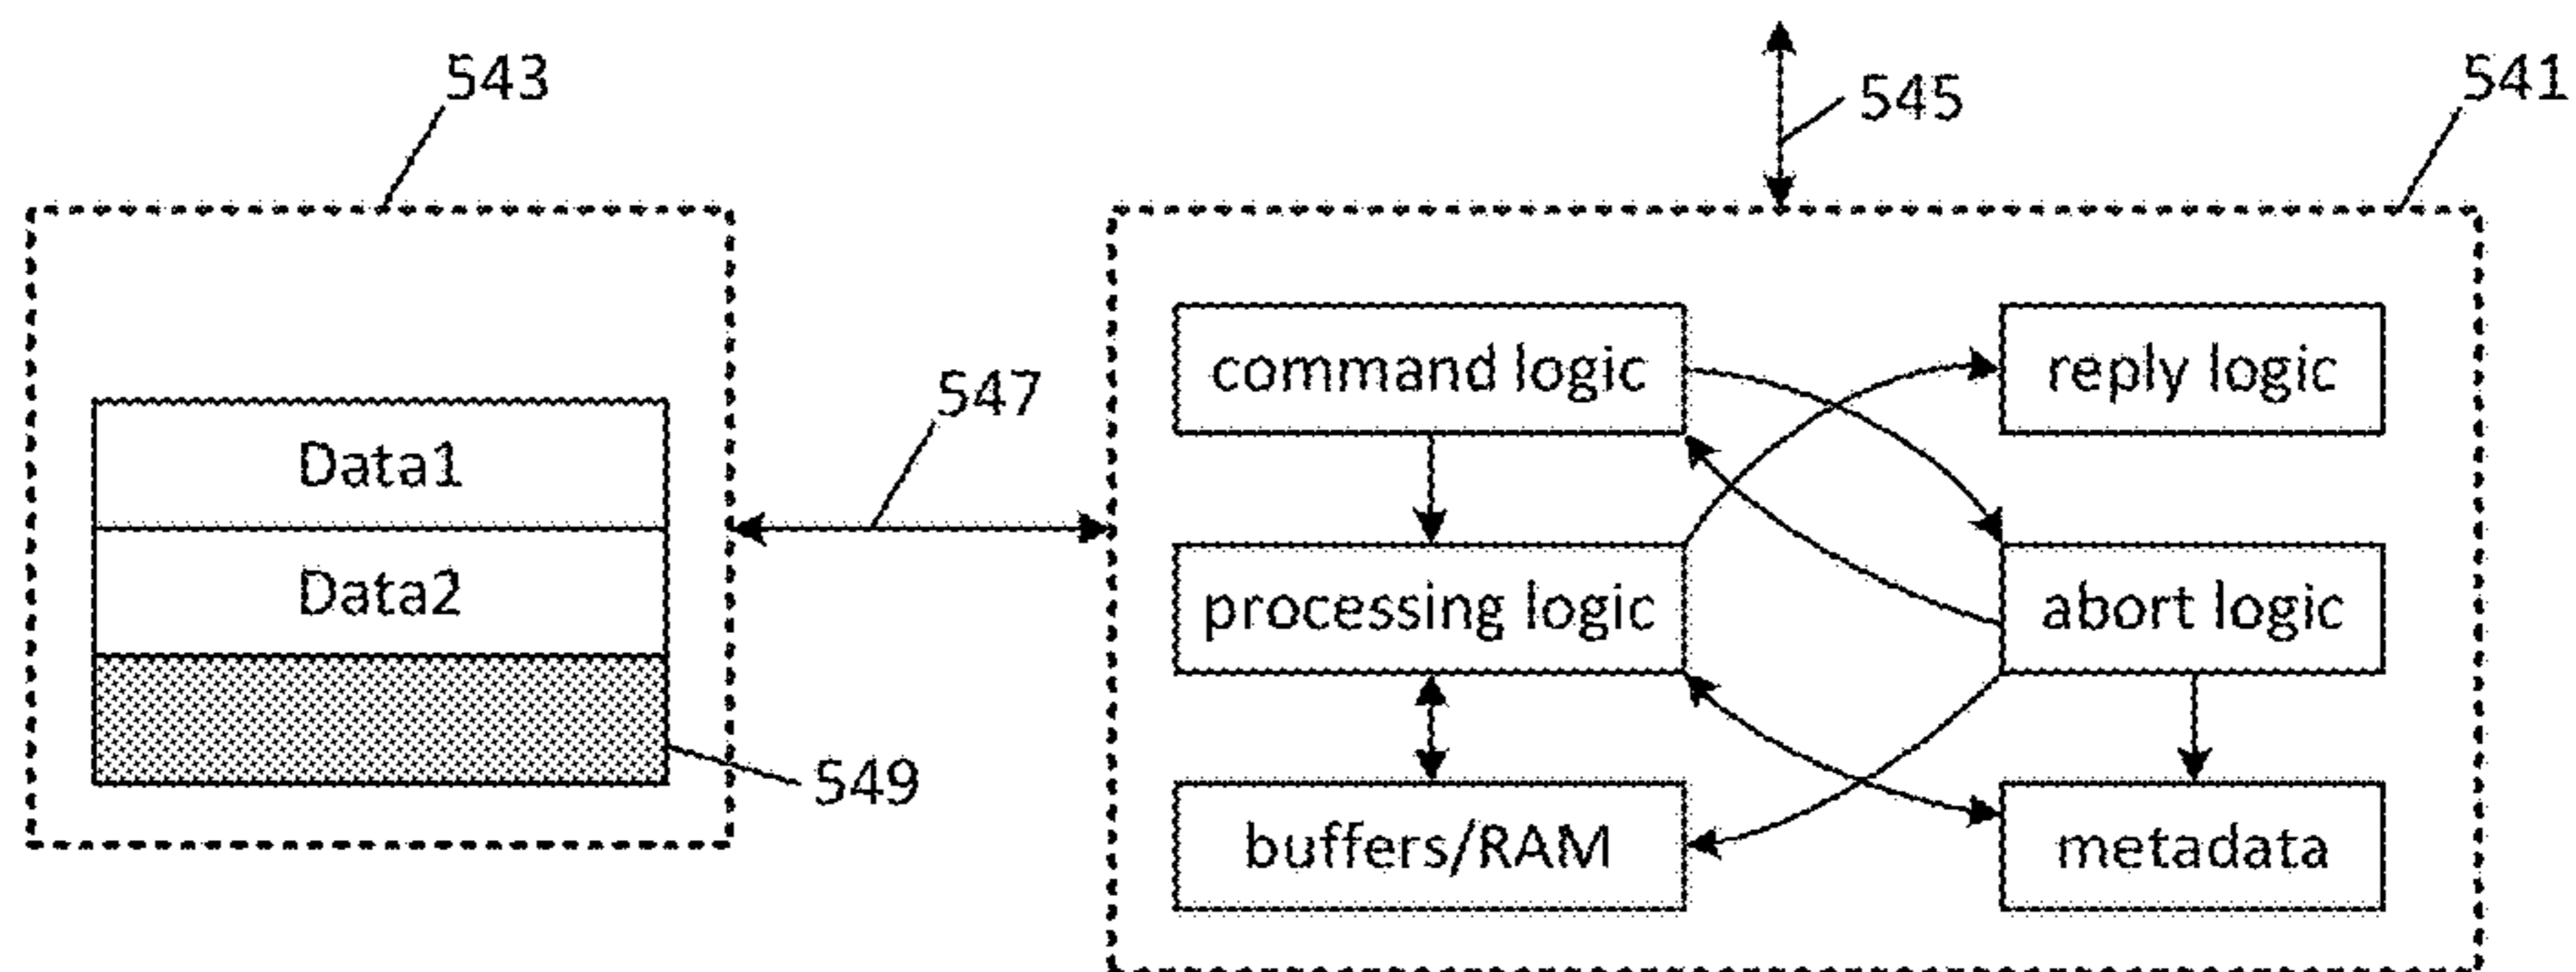 543
545
541
command logic
reply logic
547
Data1
Data2
processing logic
abort logic
549
buffers/RAM
metadata